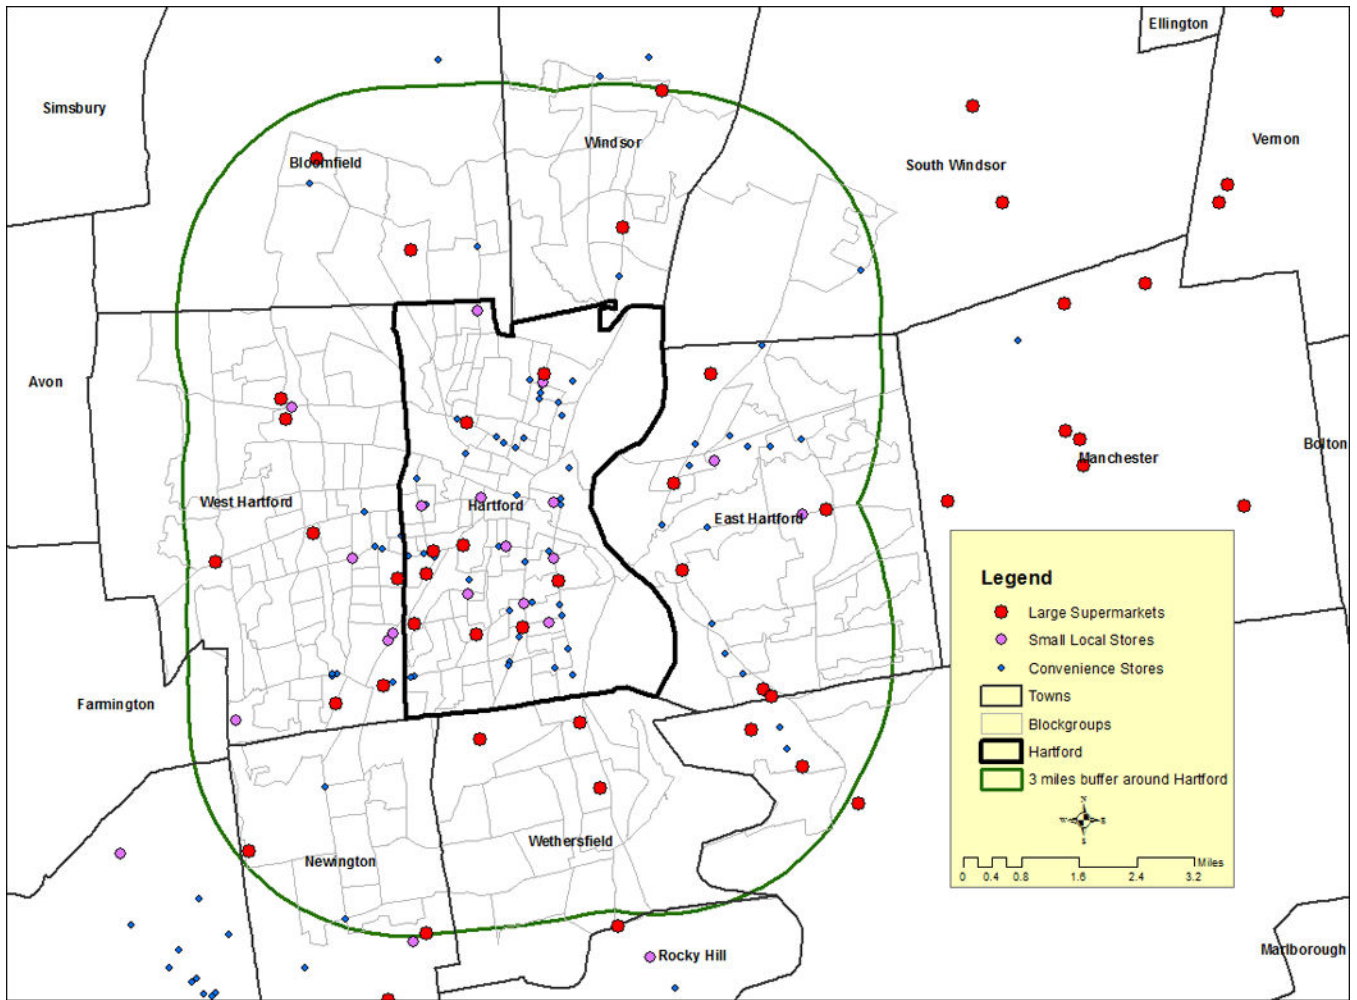 Ellington
Simsbury
Vernon
Windsor
Bloomfield
South Windsor
Avon
Bolton
Manchester
West Hartford
Hartford
East Hartford
Legend
Large Supermarkets
Small Local Stores
Convenience Stores
Towns
Blockgroups
Hartford
3 miles buffer around Hartford
N
W E
S
Miles
0 0.4 0.8 1.6 2.4 3.2
Farmington
Wethersfield
Newington
Rocky Hill
Marlborough